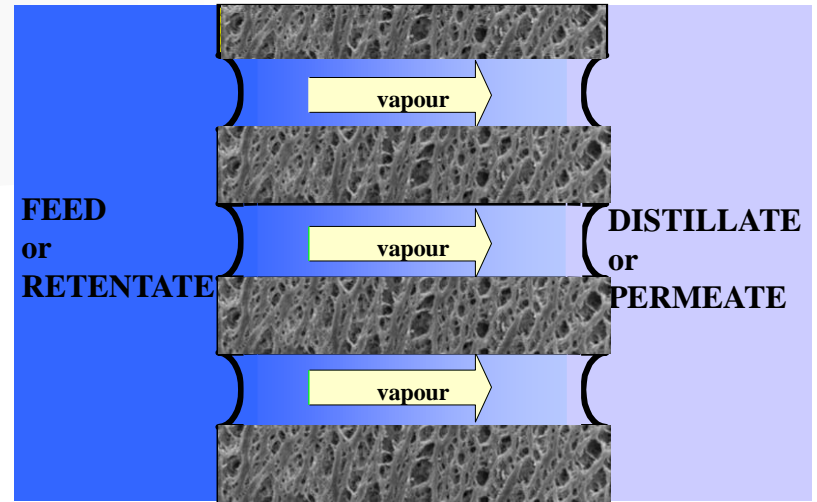 vapour
vapour
vapour
FEED
or
RETENTATE
DISTILLATE
or
PERMEATE